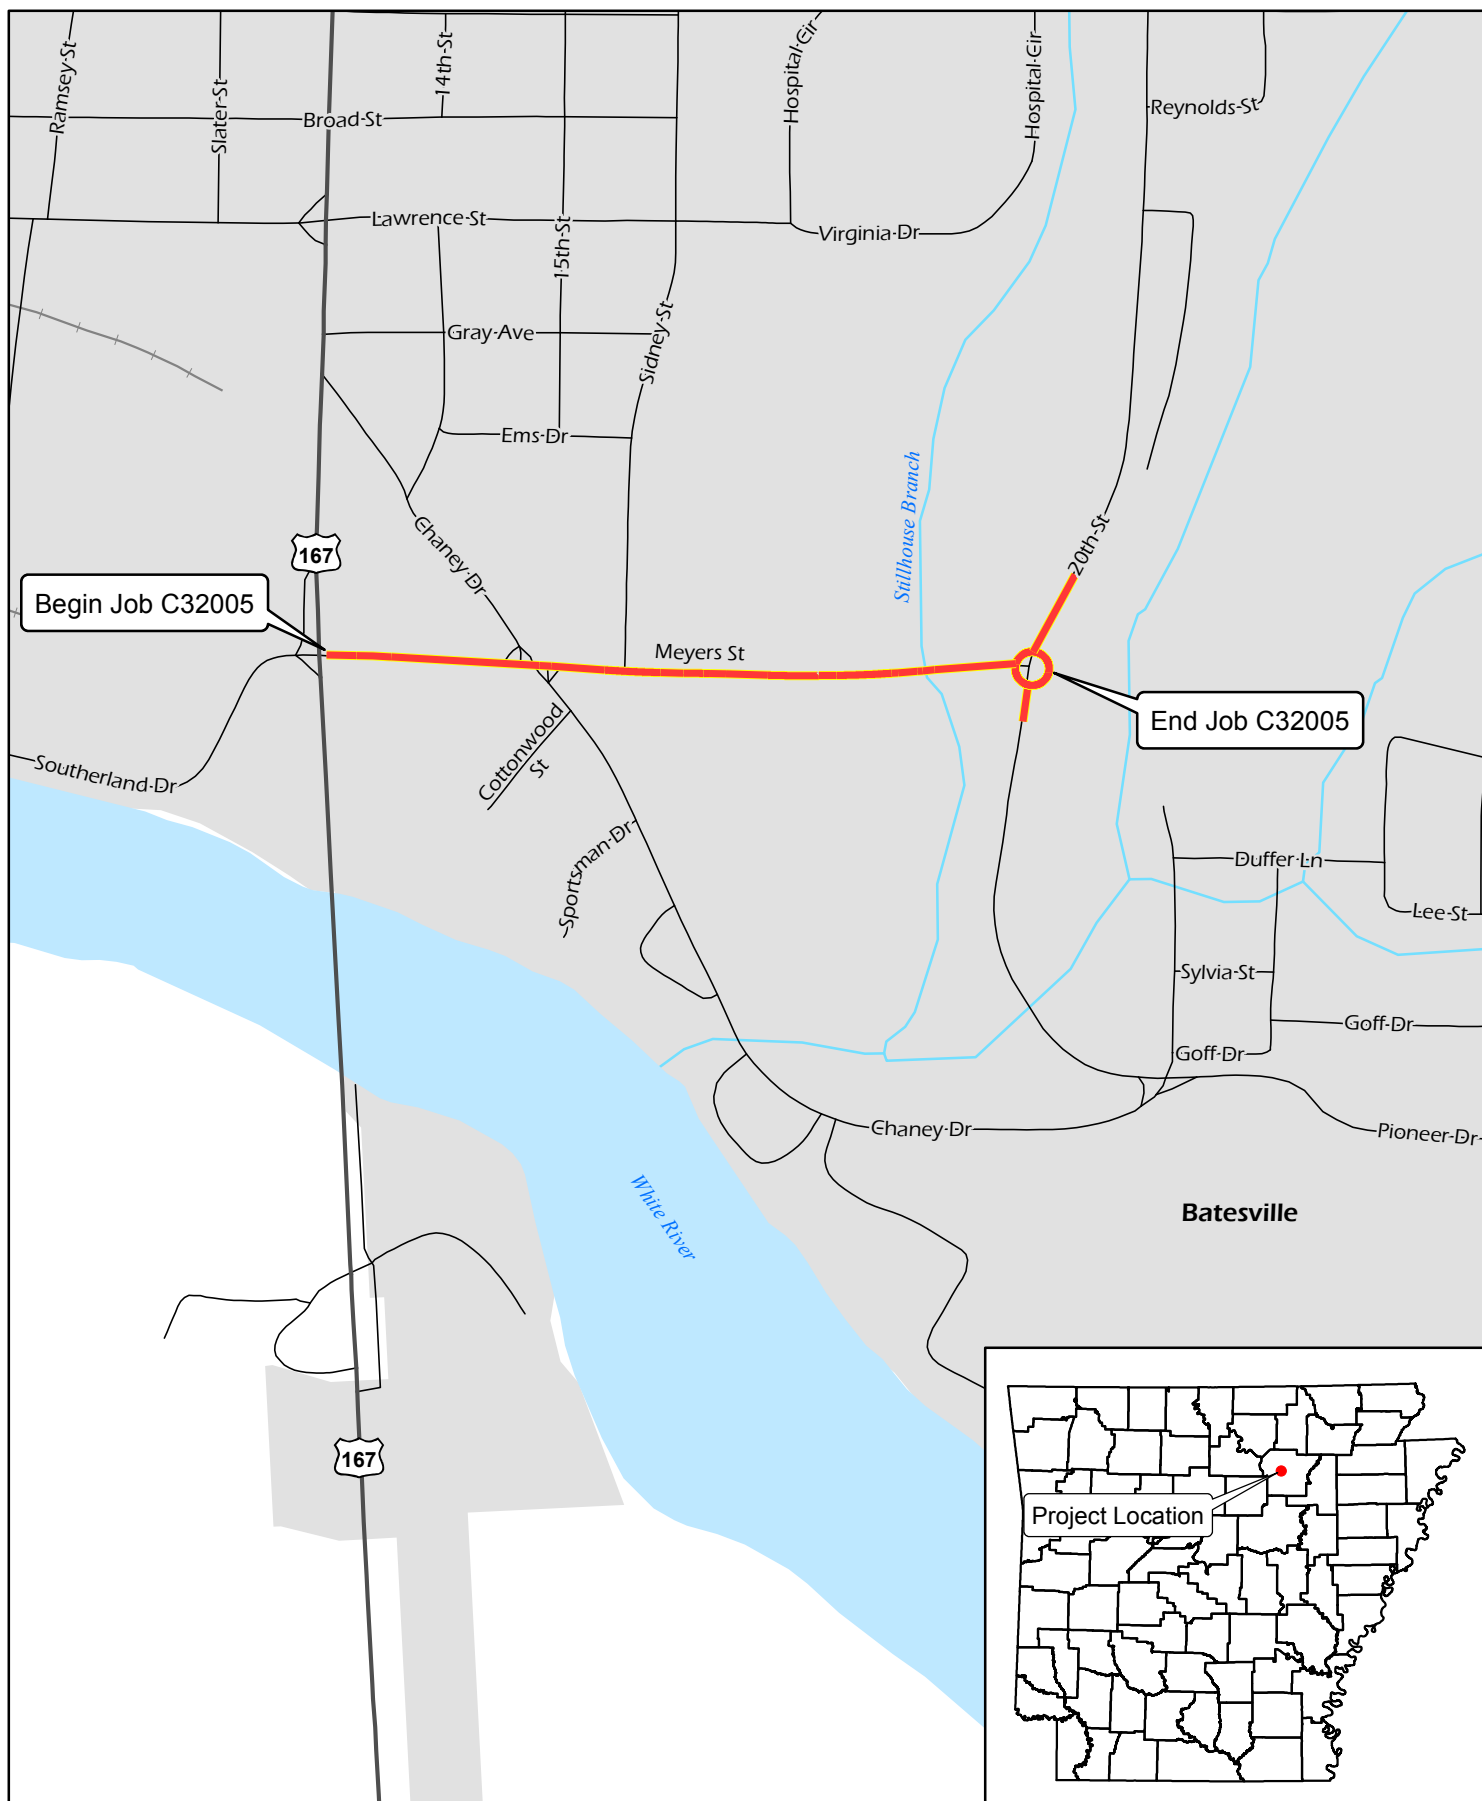 Ramsey St
Slater St
14th St
Broad St
Hospital Cir
Hospital Cir
Reynolds St
Lawrence St
15th St
Virginia Dr
Gray Ave
Sidney St
Ems Dr
Chaney Dr
Stillhouse Branch
20th St
167
Begin Job C32005
Meyers St
End Job C32005
Cottonwood
St
Southerland Dr
Sportsman Dr
Duffer Ln
Lee St
Sylvia St
Goff Dr
Goff Dr
Chaney Dr
Pioneer Dr
White River
Batesville
167
Project Location